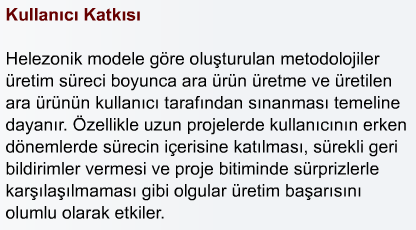 Kullanıcı Katkısı
Helezonik modele göre oluşturulan metodolojiler
üretim süreci boyunca ara ürün üretme ve üretilen
ara ürünün kullanıcı tarafından sınanması temeline
dayanır. Özellikle uzun projelerde kullanıcının erken
dönemlerde sürecin içerisine katılması, sürekli geri
bildirimler vermesi ve proje bitiminde sürprizlerle
karşılaşılmaması gibi olgular üretim başarısını
olumlu olarak etkiler.